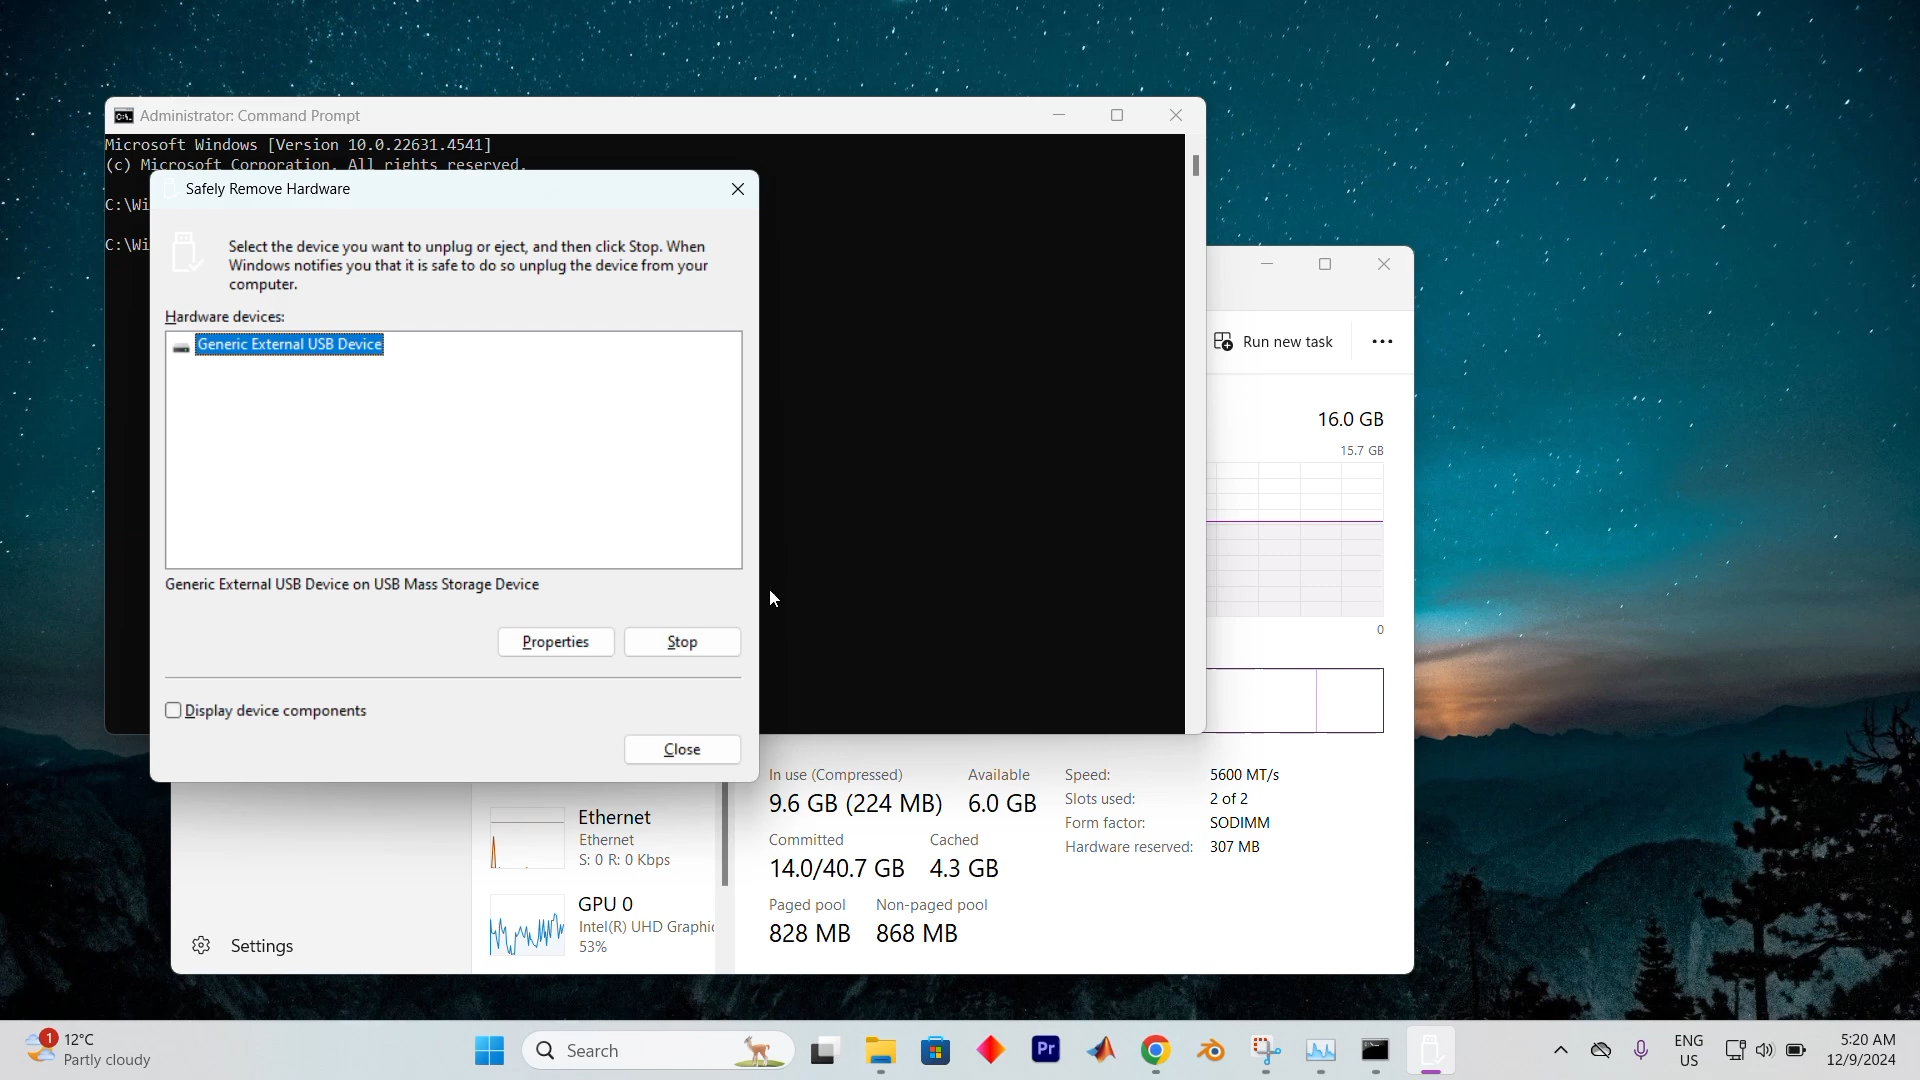 Administrator: Command Prompt
Microsoft Windows [Version 10.0.22631.4541]
(c) Microsoft Corporation. All rights reserved.
Safely Remove Hardware
C:\Wi
Select the device you want to unplug or eject, and then click Stop. When
Windows notifies you that it is safe to do so unplug the device from your
computer.
C:\Wi
Hardware devices:
Generic External USB Device
Generic External USB Device on USB Mass Storage Device
Properties
Stop
Display device components
Close
Run new task
16.0 GB
15.7 GB
0
In use (Compressed)
9.6 GB (224 MB)
Available
6.0 GB
Committed
14.0/40.7 GB
Cached
4.3 GB
Paged pool
828 MB
Non-paged pool
868 MB
Speed: 5600 MT/s
Slots used: 2 of 2
Form factor: SODIMM
Hardware reserved: 307 MB
Ethernet
Ethernet
S: 0 R: 0 Kbps
GPU 0
Intel(R) UHD Graphic
53%
Settings
1
12°C
Partly cloudy
Search
Pr
ENG
US
5:20 AM
12/9/2024